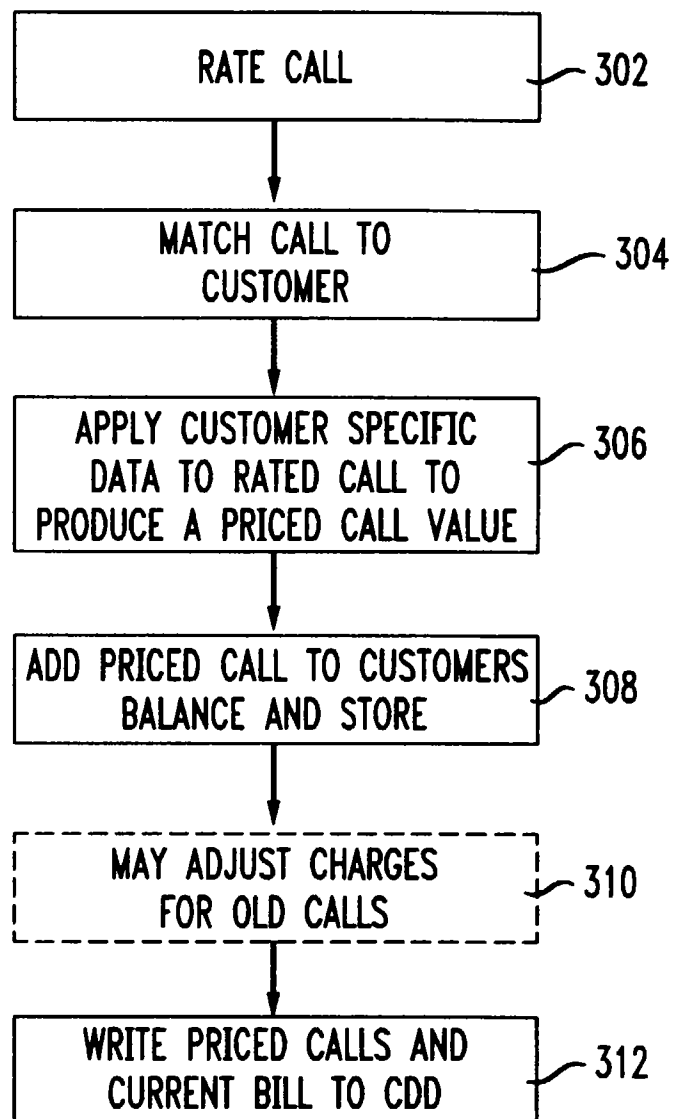 RATE CALL
302
MATCH CALL TO
CUSTOMER
304
APPLY CUSTOMER SPECIFIC
DATA TO RATED CALL TO
PRODUCE A PRICED CALL VALUE
306
ADD PRICED CALL TO CUSTOMERS
BALANCE AND STORE
308
MAY ADJUST CHARGES
FOR OLD CALLS
310
WRITE PRICED CALLS AND
CURRENT BILL TO CDD
312